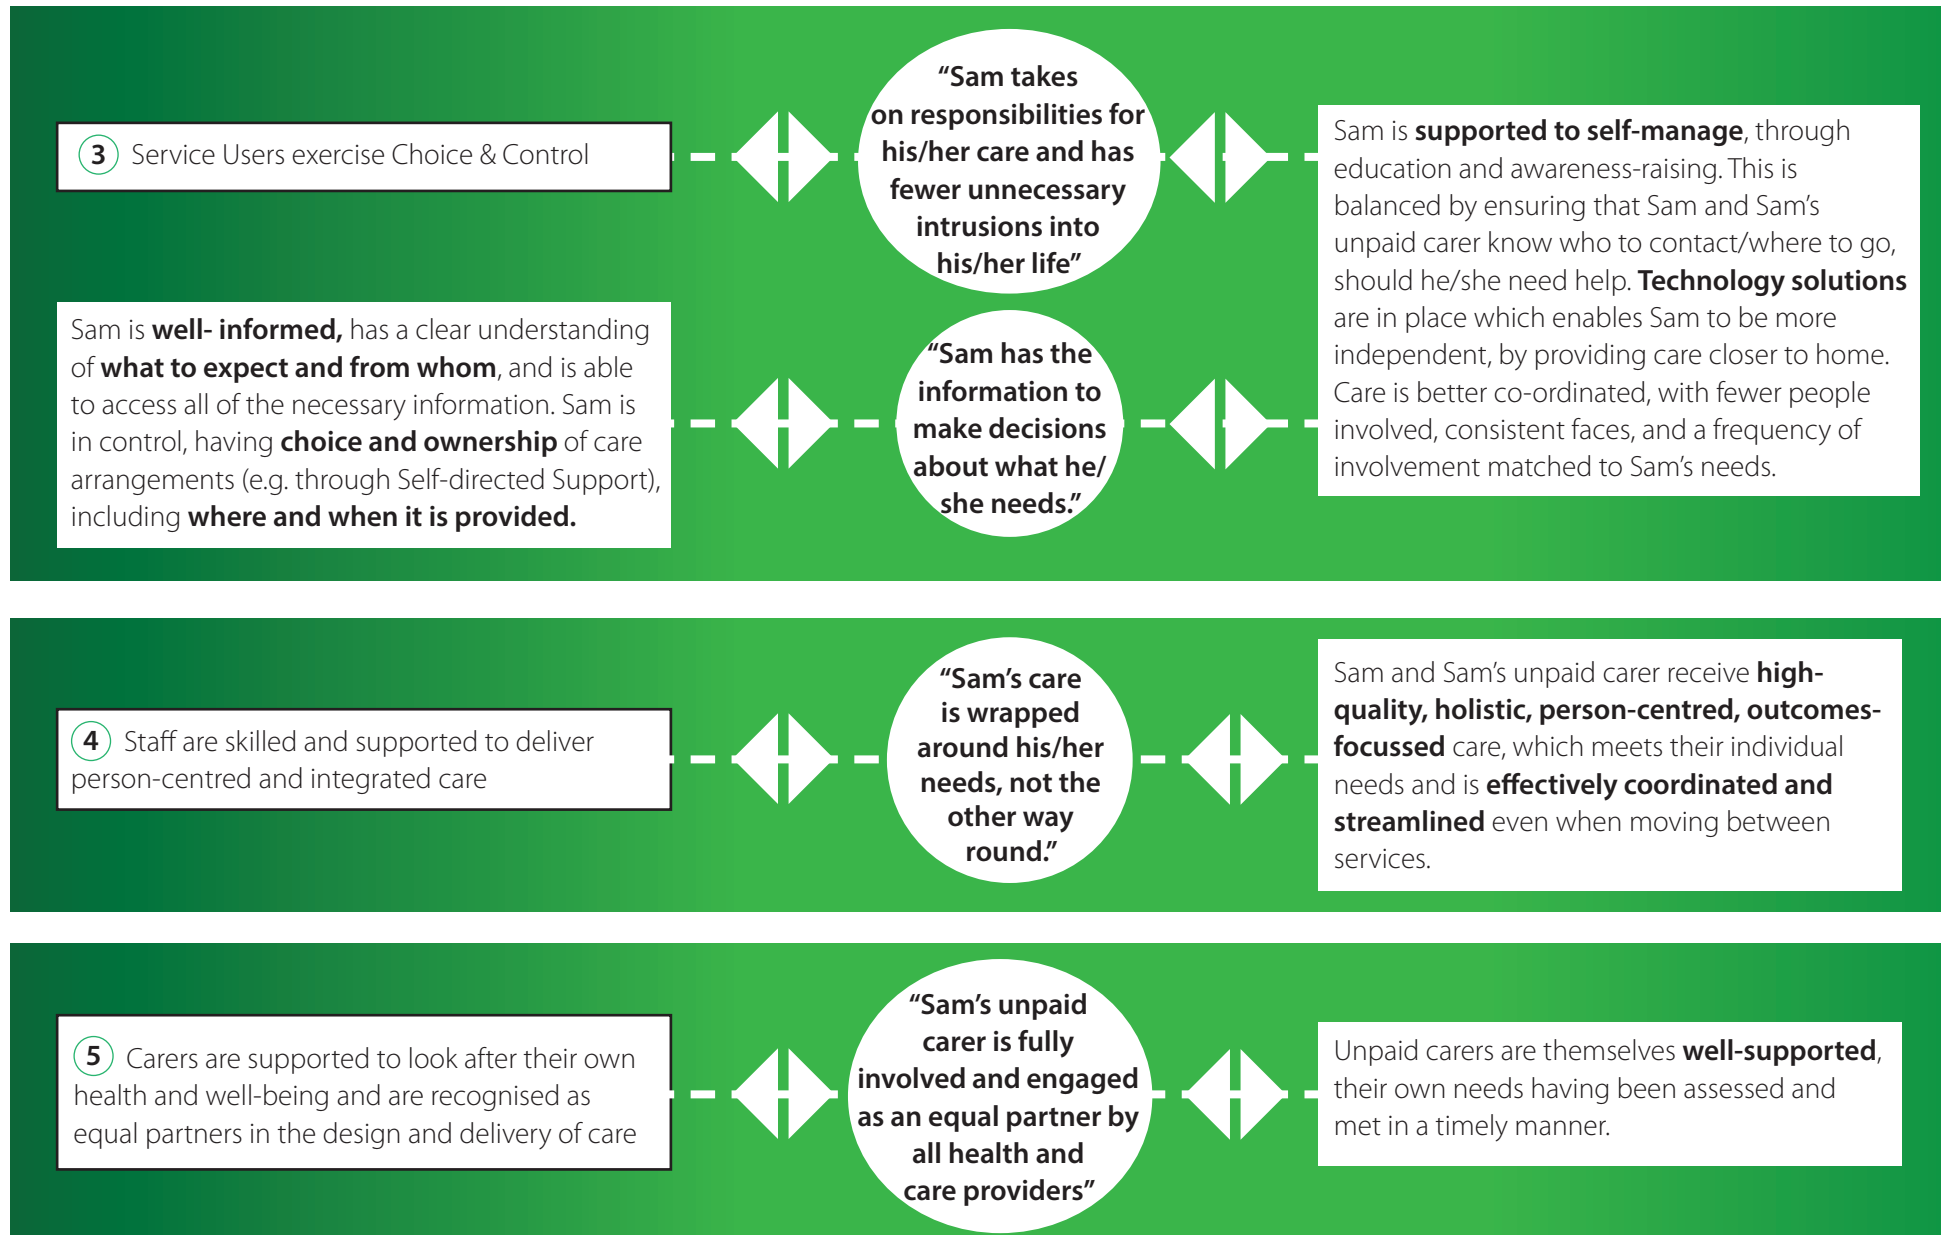 3 Service Users exercise Choice & Control
“Sam takes
on responsibilities for
his/her care and has
fewer unnecessary
intrusions into
his/her life”
Sam is well- informed, has a clear understanding
of what to expect and from whom, and is able
to access all of the necessary information. Sam is
in control, having choice and ownership of care
arrangements (e.g. through Self-directed Support),
including where and when it is provided.
“Sam has the
information to
make decisions
about what he/
she needs.”
Sam is supported to self-manage, through
education and awareness-raising. This is
balanced by ensuring that Sam and Sam’s
unpaid carer know who to contact/where to go,
should he/she need help. Technology solutions
are in place which enables Sam to be more
independent, by providing care closer to home.
Care is better co-ordinated, with fewer people
involved, consistent faces, and a frequency of
involvement matched to Sam’s needs.
4 Staff are skilled and supported to deliver
person-centred and integrated care
“Sam’s care
is wrapped
around his/her
needs, not the
other way
round.”
Sam and Sam’s unpaid carer receive high-
quality, holistic, person-centred, outcomes-
focussed care, which meets their individual
needs and is effectively coordinated and
streamlined even when moving between
services.
5 Carers are supported to look after their own
health and well-being and are recognised as
equal partners in the design and delivery of care
“Sam’s unpaid
carer is fully
involved and engaged
as an equal partner by
all health and
care providers”
Unpaid carers are themselves well-supported,
their own needs having been assessed and
met in a timely manner.